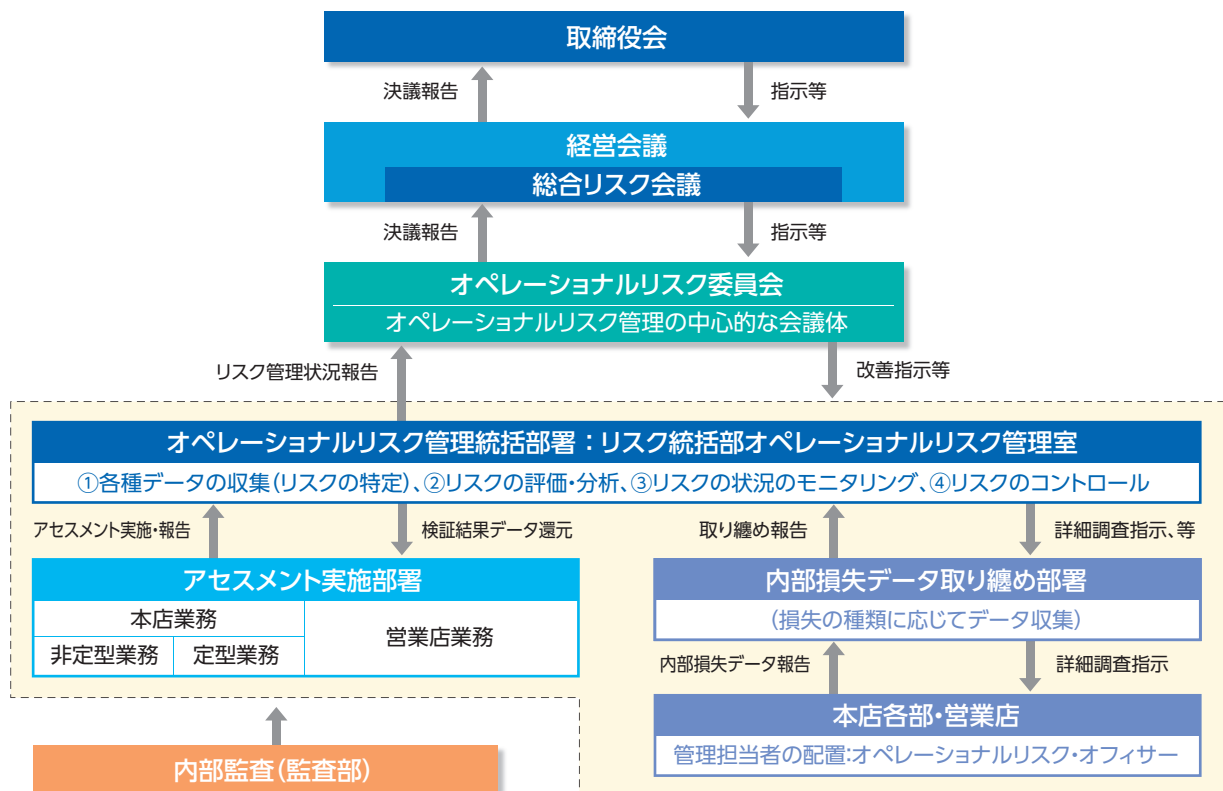 取締役会
決議報告
指示等
経営会議
総合リスク会議
決議報告
指示等
オペレーショナルリスク委員会
オペレーショナルリスク管理の中心的な会議体
リスク管理状況報告
改善指示等
オペレーショナルリスク管理統括部署：リスク統括部オペレーショナルリスク管理室
①各種データの収集(リスクの特定)、②リスクの評価・分析、③リスクの状況のモニタリング、④リスクのコントロール
アセスメント実施・報告
検証結果データ還元
取り纏め報告
詳細調査指示、等
アセスメント実施部署
本店業務
営業店業務
非定型業務
定型業務
内部損失データ取り纏め部署
(損失の種類に応じてデータ収集)
内部損失データ報告
詳細調査指示
本店各部・営業店
管理担当者の配置:オペレーショナルリスク・オフィサー
内部監査(監査部)